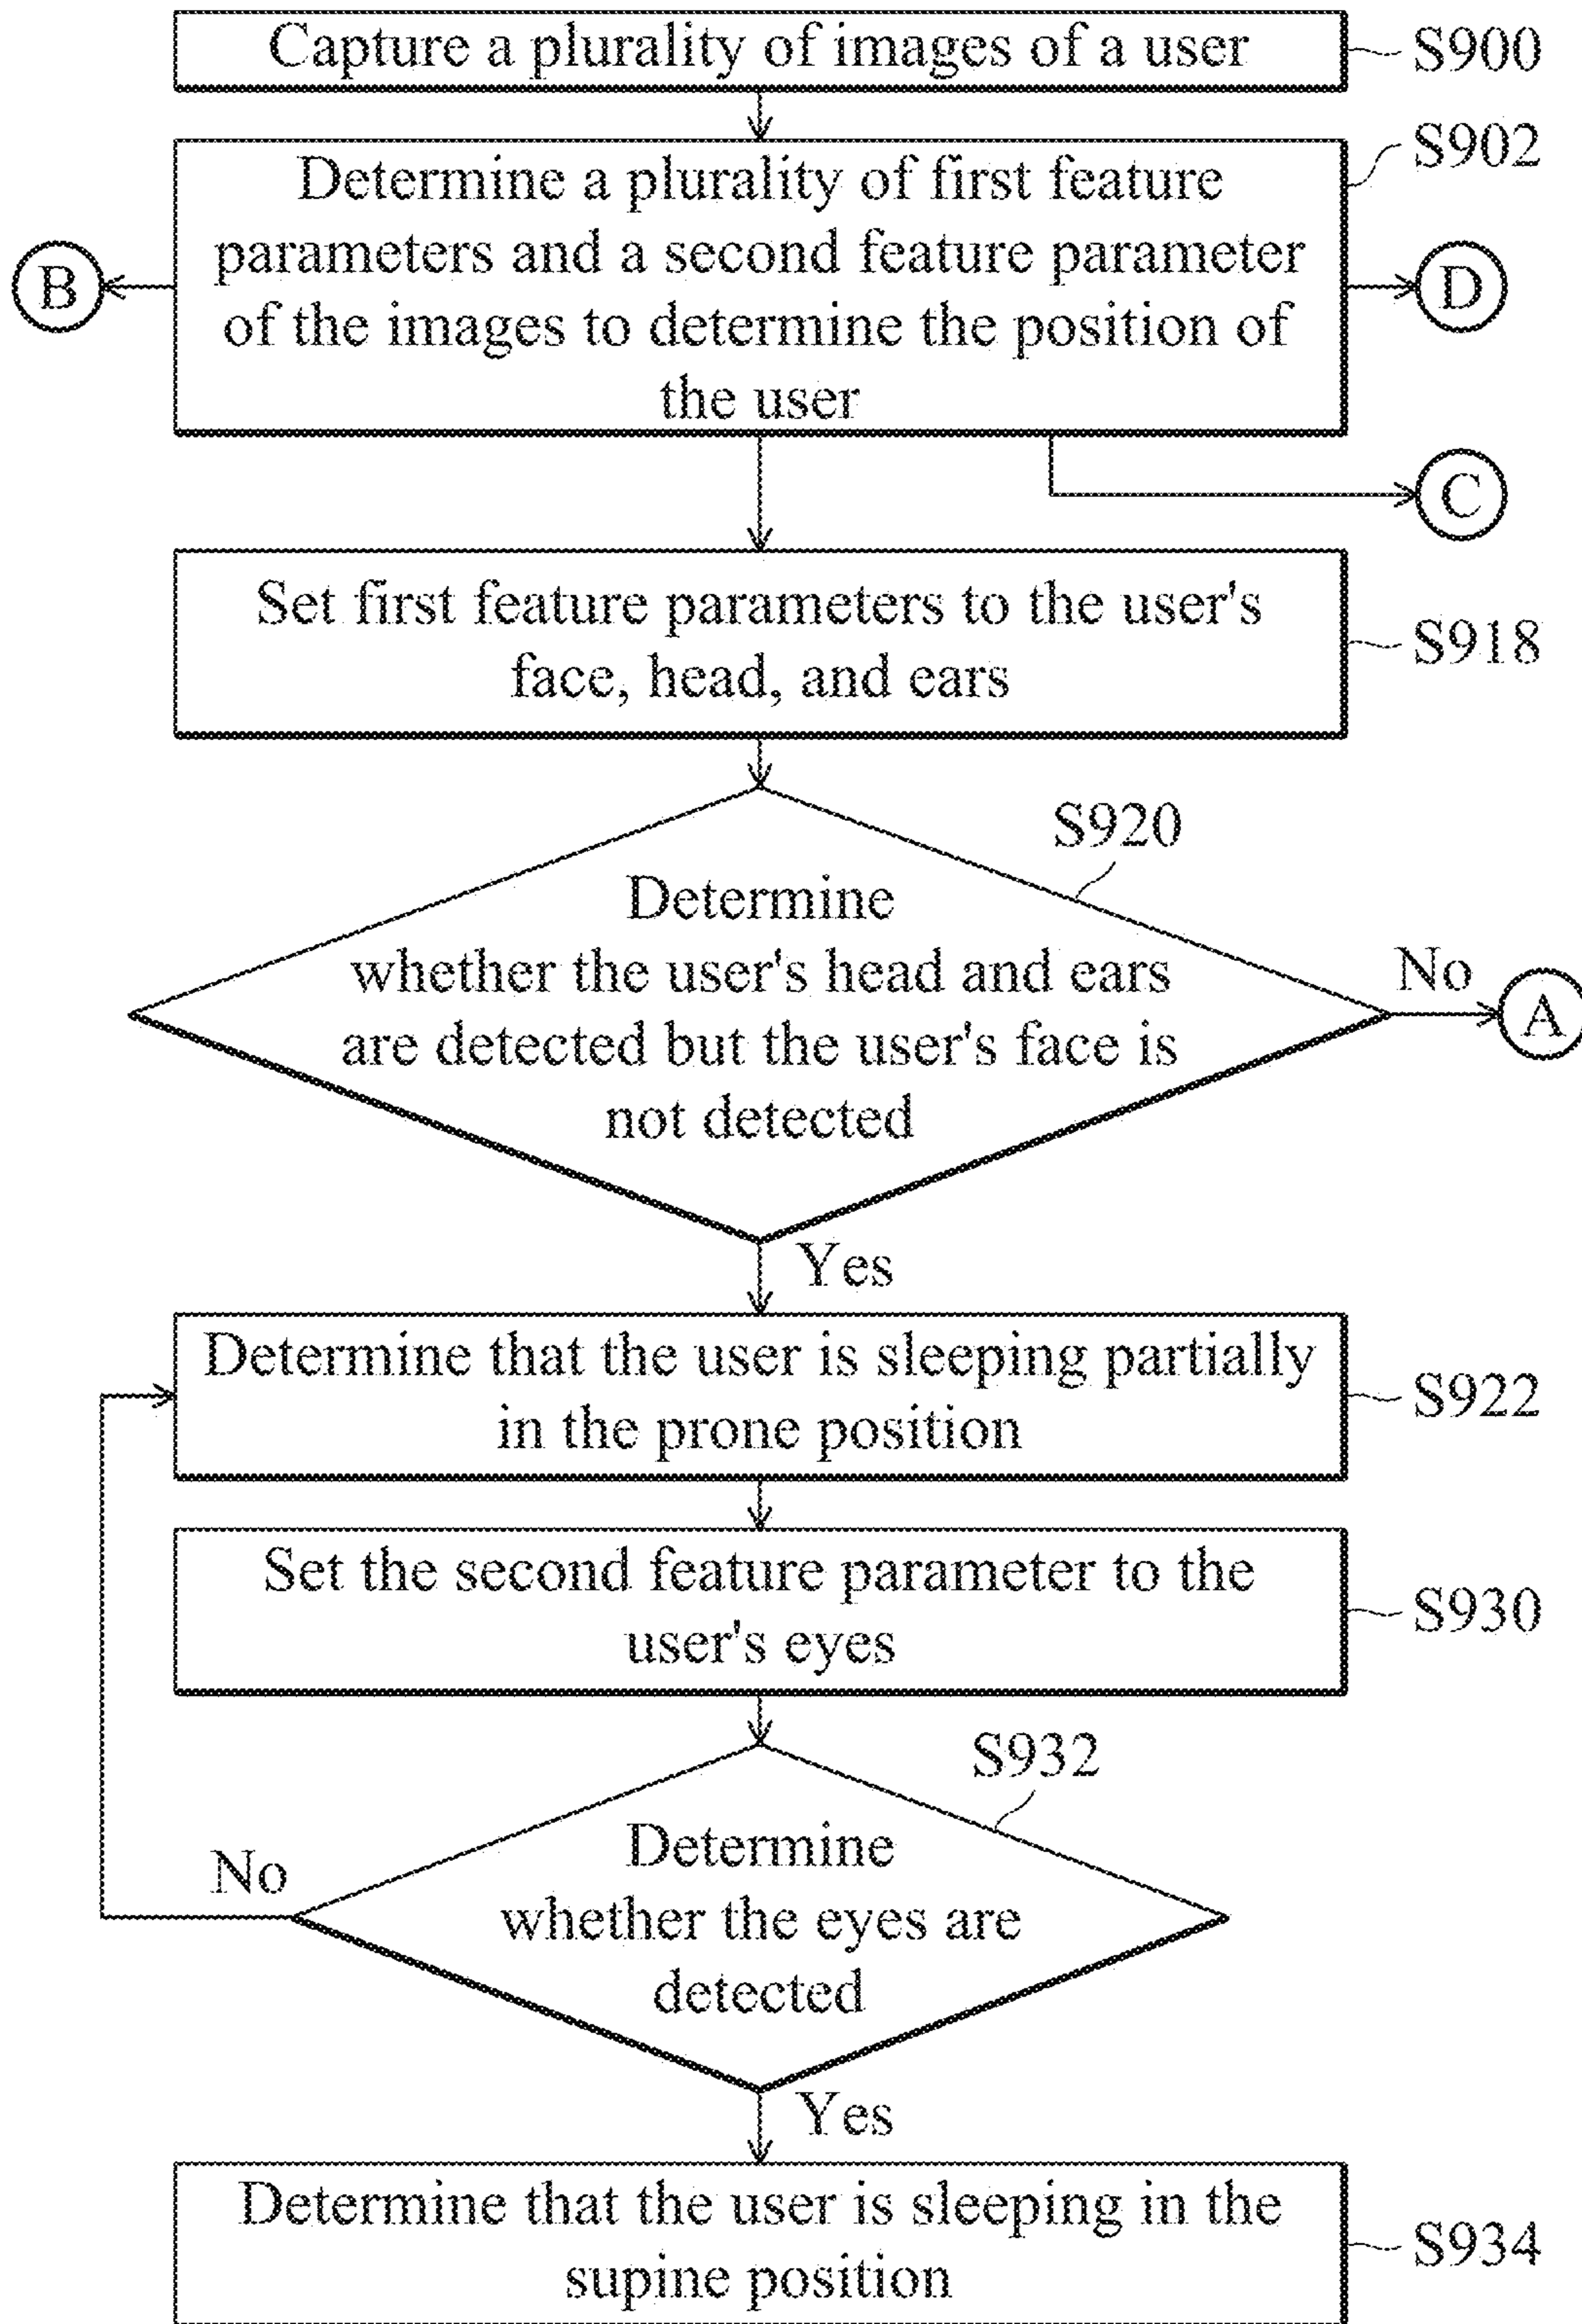 Capture a plurality of images of a user
S900
S902
Determine a plurality of first feature
parameters and a second feature parameter
of the images to determine the position of
the user
B
D
C
Set first feature parameters to the user's
face, head, and ears
S918
S920
Determine
whether the user's head and ears
are detected but the user's face is
not detected
No
A
Yes
Determine that the user is sleeping partially
in the prone position
S922
Set the second feature parameter to the
user's eyes
S930
S932
Determine
whether the eyes are
detected
No
Yes
Determine that the user is sleeping in the
supine position
S934